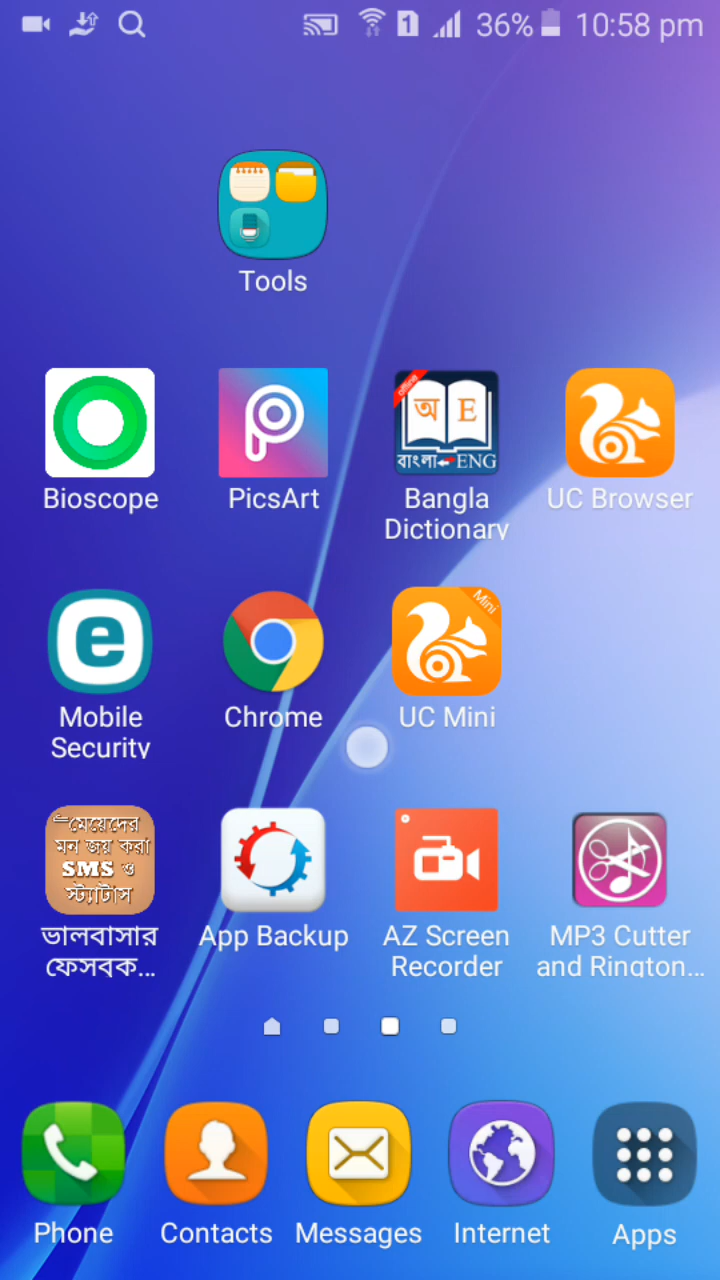 1 36% 10:58 pm
Tools
offline
অ E
বাংলা ENG
Bioscope PicsArt Bangla Dictionary UC Browser
e
Mini
Mobile Security Chrome UC Mini
মেয়েদের
মন জয় করা
SMS ও
স্ট্যাটাস
ভালবাসার ফেসবুক... App Backup AZ Screen Recorder MP3 Cutter and Rington...
Phone Contacts Messages Internet Apps